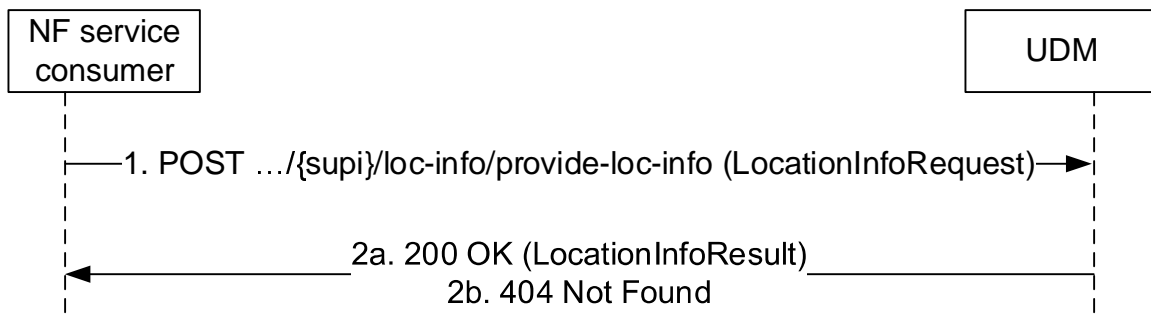 NF service
consumer
UDM
1. POST …/{supi}/loc-info/provide-loc-info (LocationInfoRequest)
2a. 200 OK (LocationInfoResult)
2b. 404 Not Found